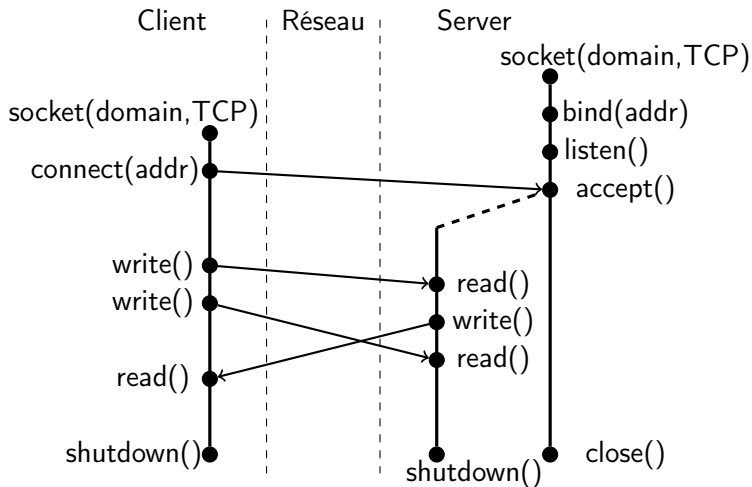 Client
Réseau
Server
socket(domain,TCP)
socket(domain,TCP)
bind(addr)
listen()
connect(addr)
accept()
write()
read()
write()
write()
read()
read()
shutdown()
shutdown()
close()